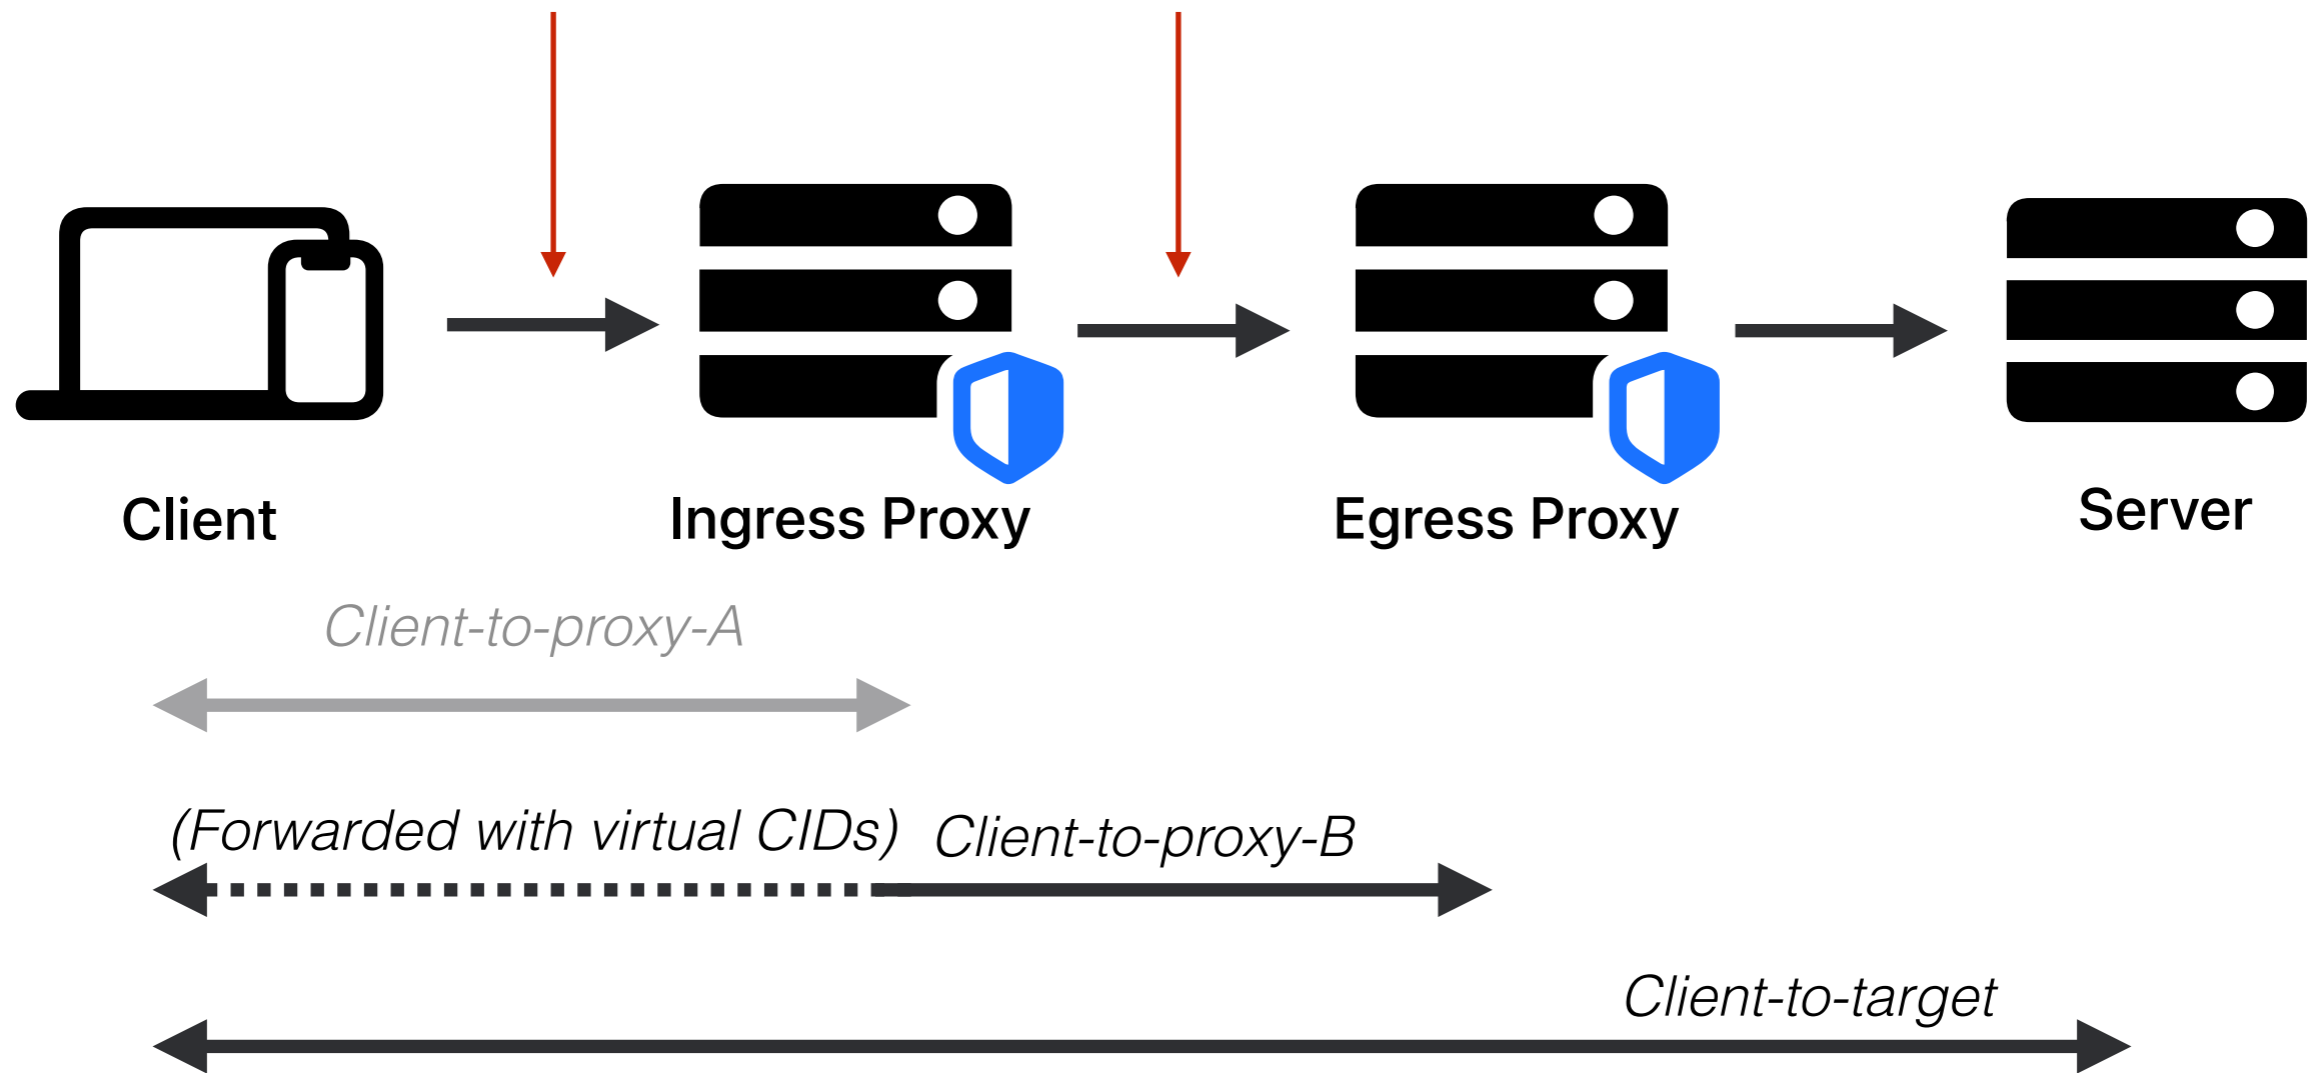 Client
Ingress Proxy
Egress Proxy
Server
Client-to-proxy-A
(Forwarded with virtual CIDs)
Client-to-proxy-B
Client-to-target